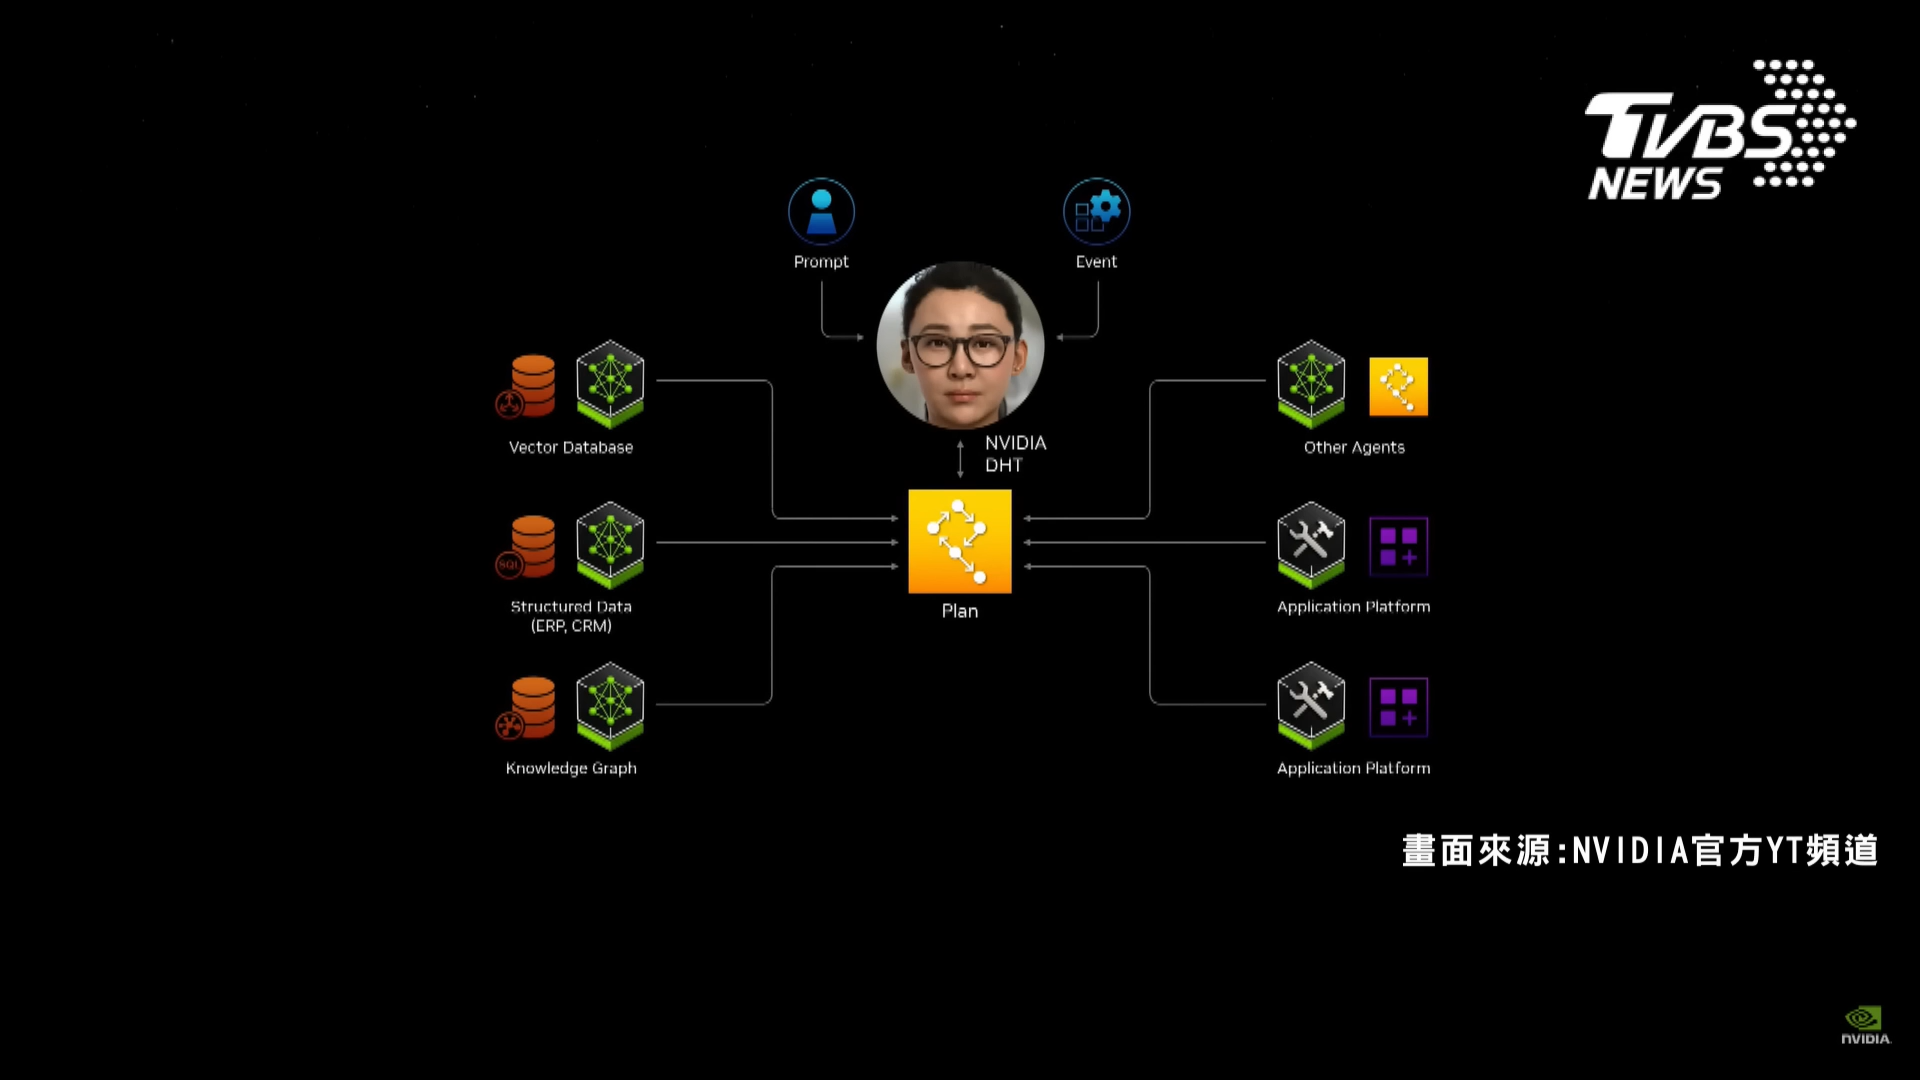 TVBS
NEWS
Prompt
Event
NVIDIA
DHT
Vector Database
Other Agents
SQL
Structured Data
(ERP, CRM)
Plan
Application Platform
Knowledge Graph
Application Platform
畫面來源:NVIDIA官方YT頻道
NVIDIA.